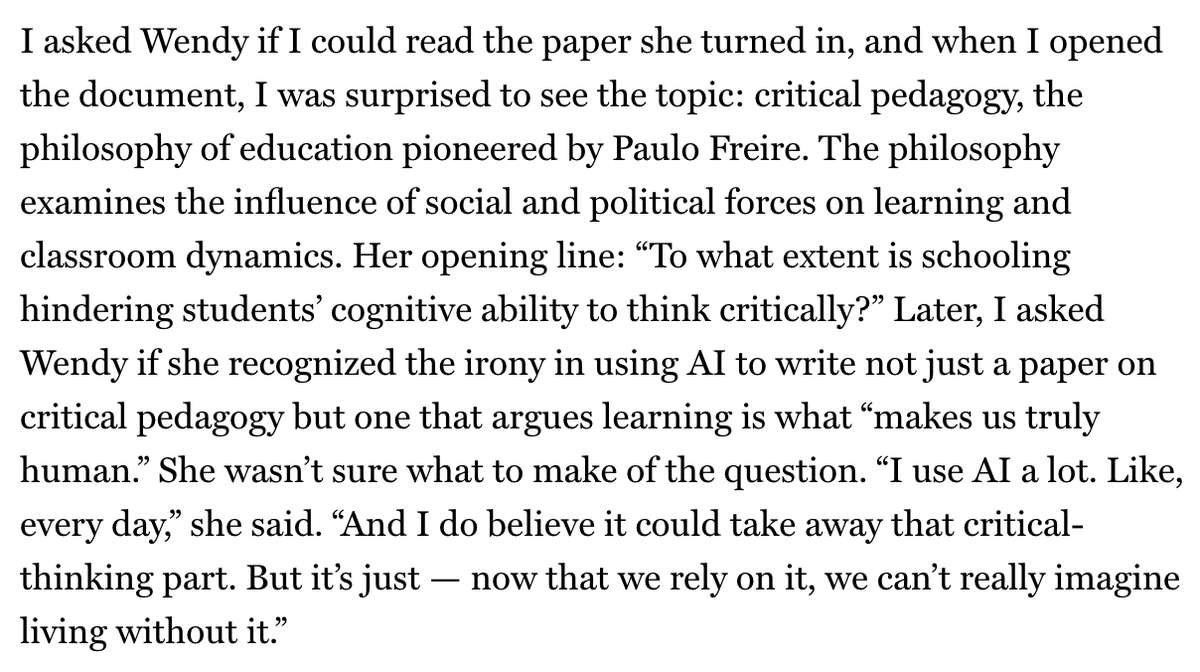 I asked Wendy if I could read the paper she turned in, and when I opened
the document, I was surprised to see the topic: critical pedagogy, the
philosophy of education pioneered by Paulo Freire. The philosophy
examines the influence of social and political forces on learning and
classroom dynamics. Her opening line: “To what extent is schooling
hindering students’ cognitive ability to think critically?” Later, I asked
Wendy if she recognized the irony in using AI to write not just a paper on
critical pedagogy but one that argues learning is what “makes us truly
human.” She wasn’t sure what to make of the question. “I use AI a lot. Like,
every day,” she said. “And I do believe it could take away that critical-
thinking part. But it’s just — now that we rely on it, we can’t really imagine
living without it.”